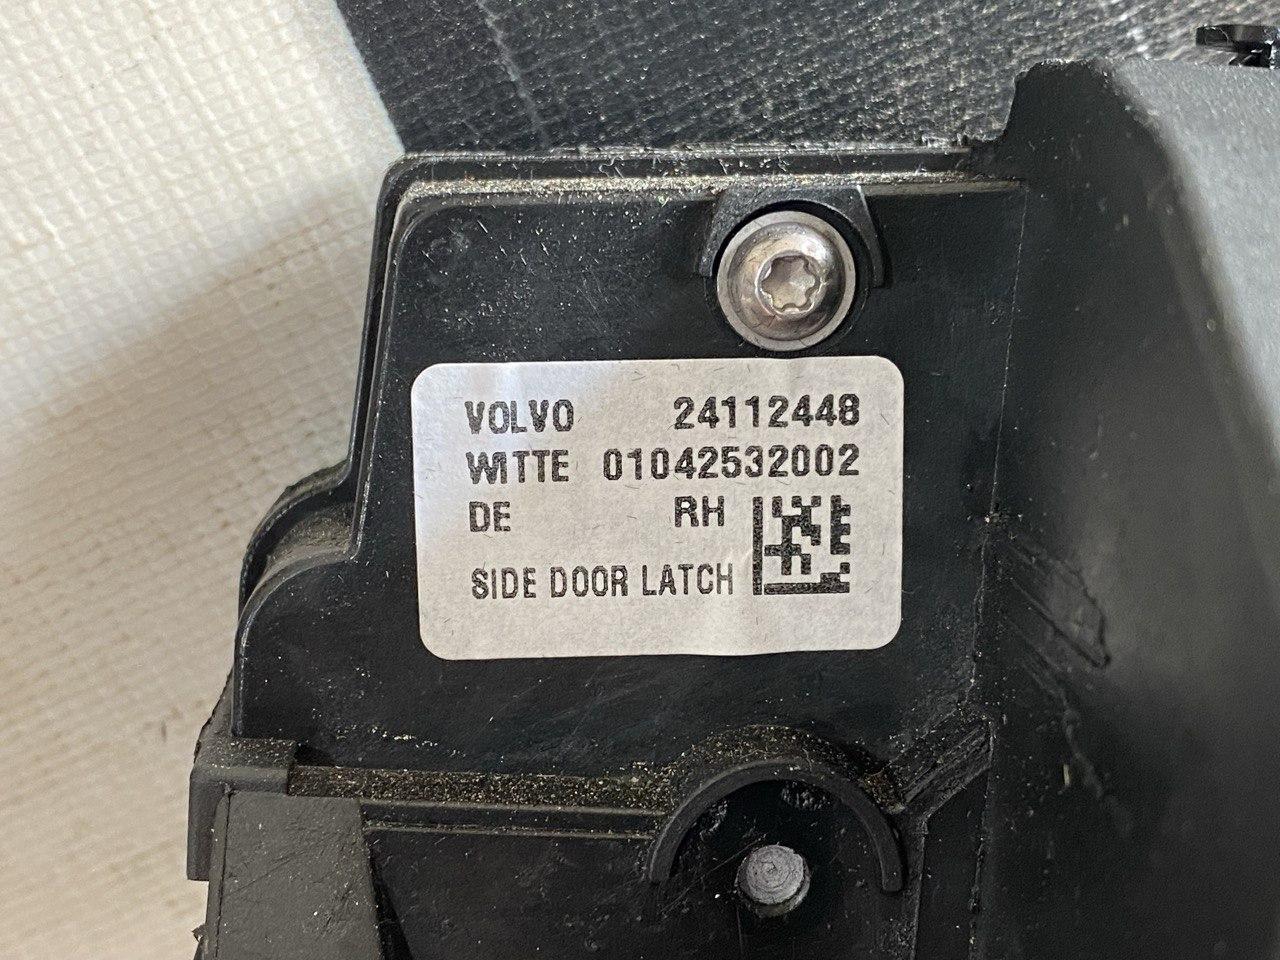 VOLVO 24112448
WITTE 01042532002
DE RH
SIDE DOOR LATCH